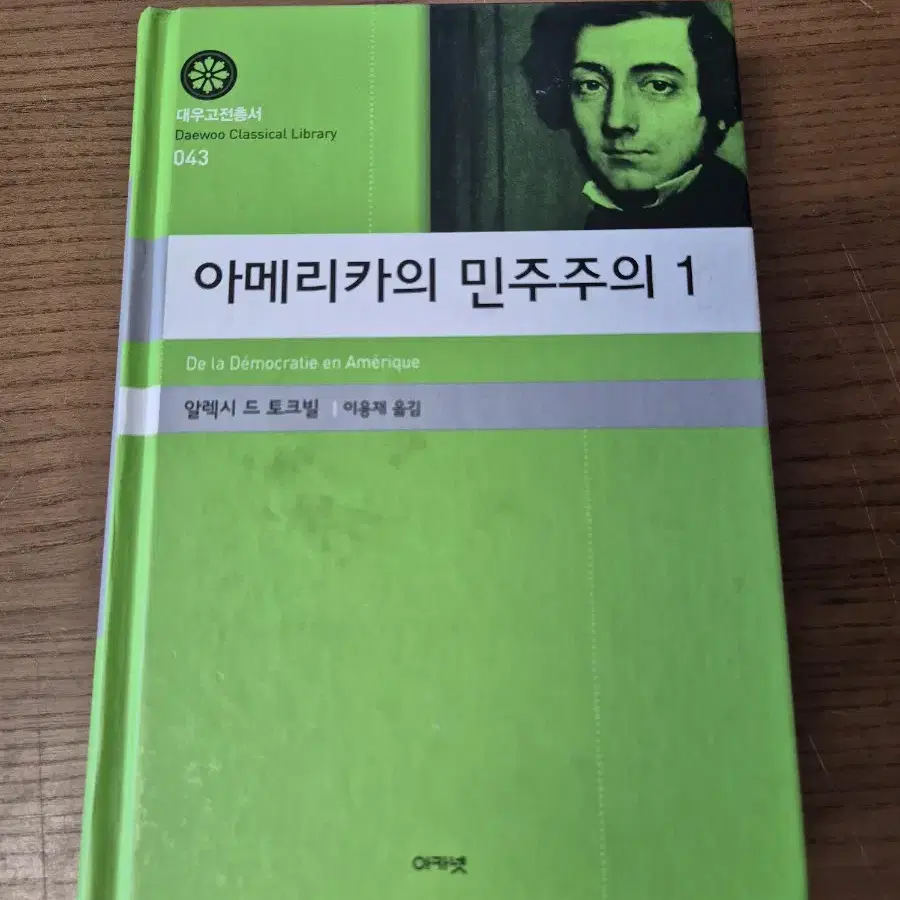 대우고전총서
Daewoo Classical Library
043
아메리카의 민주주의 1
De la Démocratie en Amérique
알렉시 드 토크빌 | 이용재 옮김
아카넷